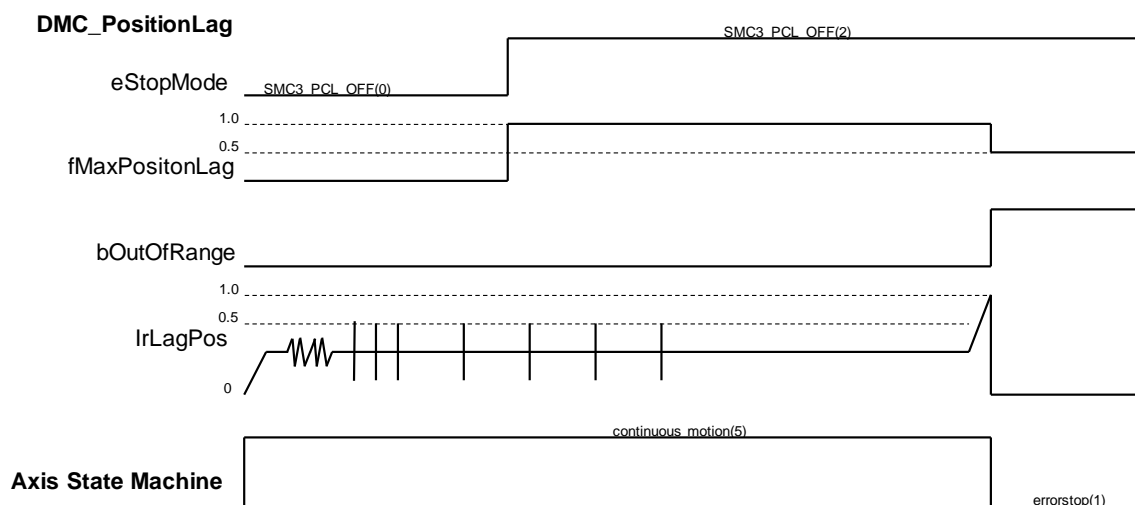 DMC_PositionLag
SMC3_PCL_OFF(2)
eStopMode
SMC3_PCL_OFF(0)
1.0
0.5
fMaxPositonLag
bOutOfRange
1.0
0.5
lrLagPos
0
continuous_motion(5)
Axis State Machine
errorstop(1)